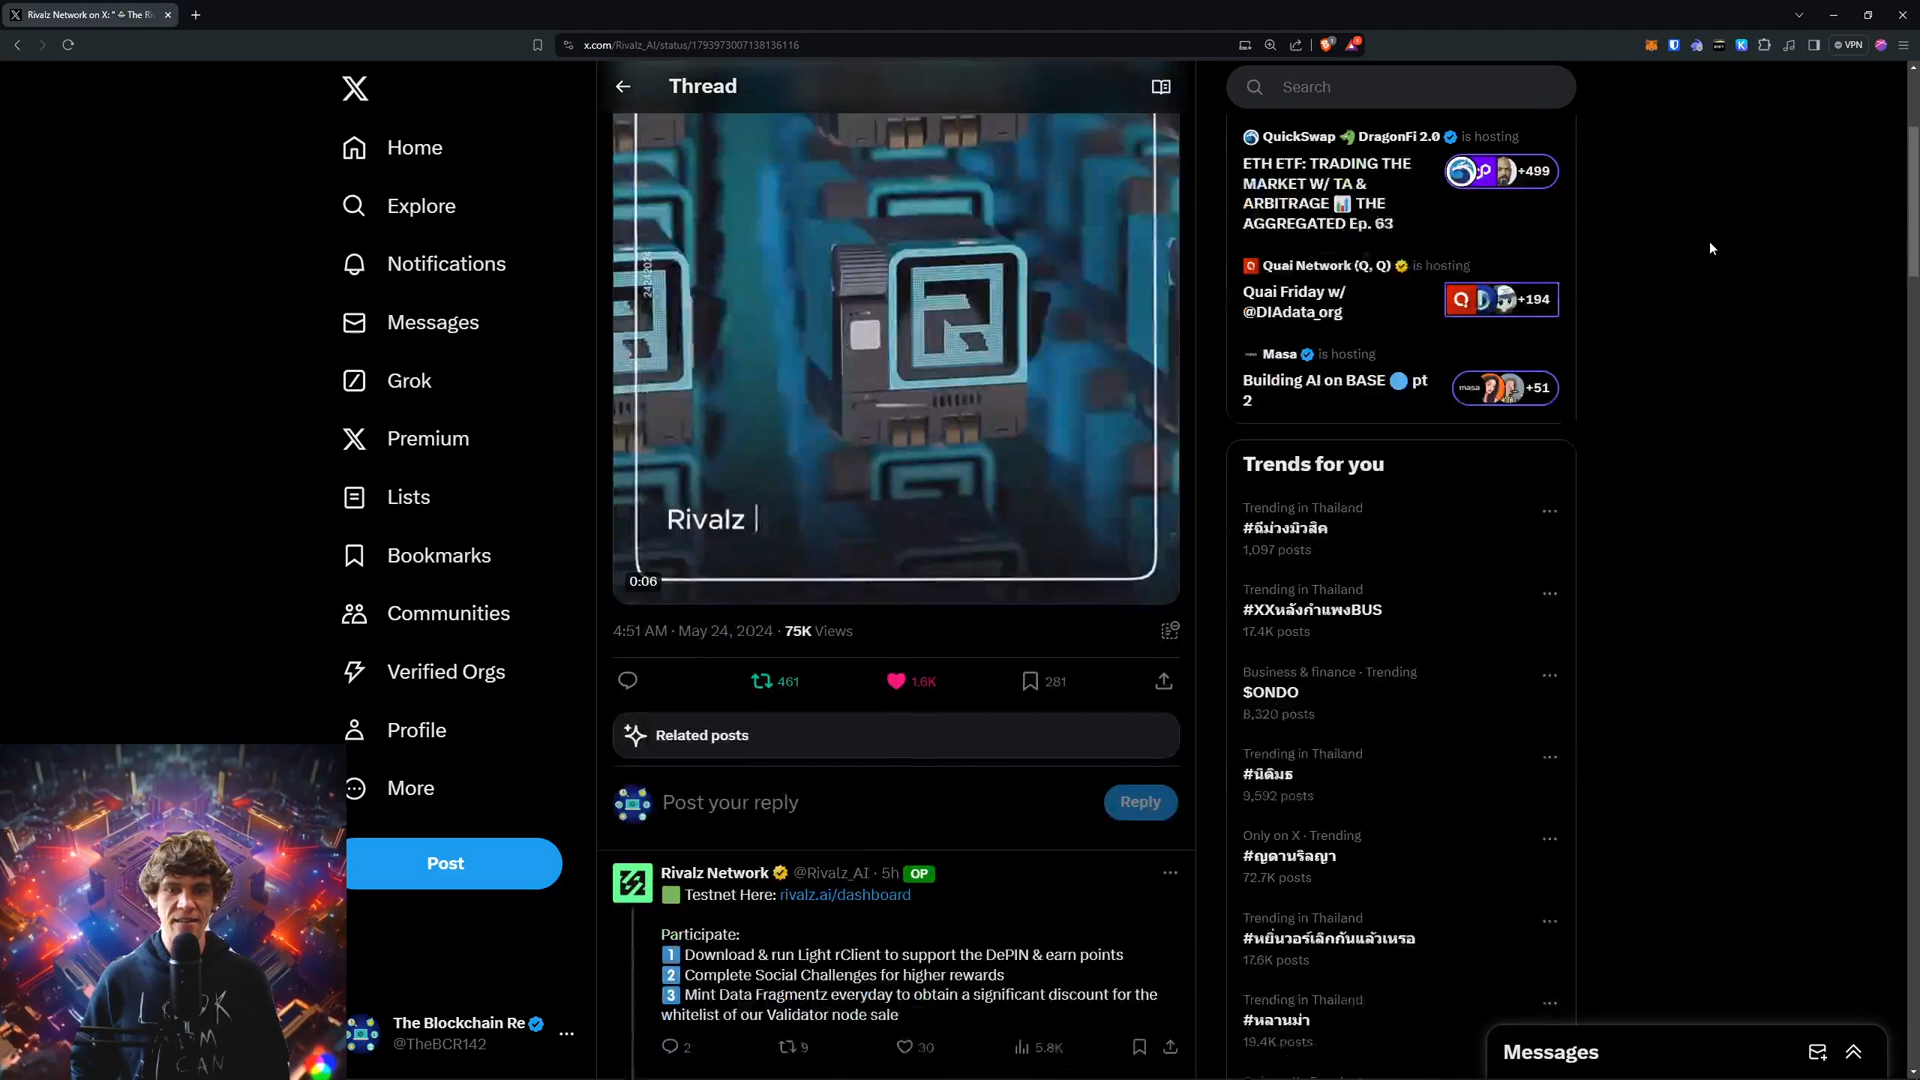 Rivalz Network on X: "
The Ri
x.com/Rivalz_AI/status/1793973007138136116
VPN
Home
Explore
Notifications
Messages
Grok
Premium
Lists
Bookmarks
Communities
Verified Orgs
Profile
More
Post
The Blockchain Re
@TheBCR142
Thread
24242024
Rivalz |
0:06
4:51 AM · May 24, 2024 · 75K Views
461
1.6K
281
Related posts
Post your reply
Reply
Rivalz Network @Rivalz_AI · 5h OP
🟩 Testnet Here: rivalz.ai/dashboard
Participate:
1️⃣ Download & run Light rClient to support the DePIN & earn points
2️⃣ Complete Social Challenges for higher rewards
3️⃣ Mint Data Fragmentz everyday to obtain a significant discount for the
whitelist of our Validator node sale
2
9
30
5.8K
Search
QuickSwap 🐲 DragonFi 2.0 is hosting
ETH ETF: TRADING THE
MARKET W/ TA &
ARBITRAGE 📊 THE
AGGREGATED Ep. 63
+499
Quai Network (Q, Q) is hosting
Quai Friday w/
@DIAdata_org
+194
Masa is hosting
Building AI on BASE 🔵 pt
2
masa
+51
Trends for you
Trending in Thailand
#ฉีม่วงมิวสิค
1,097 posts
Trending in Thailand
#XXหลังกำแพงBUS
17.4K posts
Business & finance · Trending
$ONDO
8,320 posts
Trending in Thailand
#นิติมธ
9,592 posts
Only on X · Trending
#ญดานริลญา
72.7K posts
Trending in Thailand
#หยิ่นวอร์เลิกกันแล้วเหรอ
17.6K posts
Trending in Thailand
#หลานม่า
19.4K posts
Messages
LOOK
M
CAN